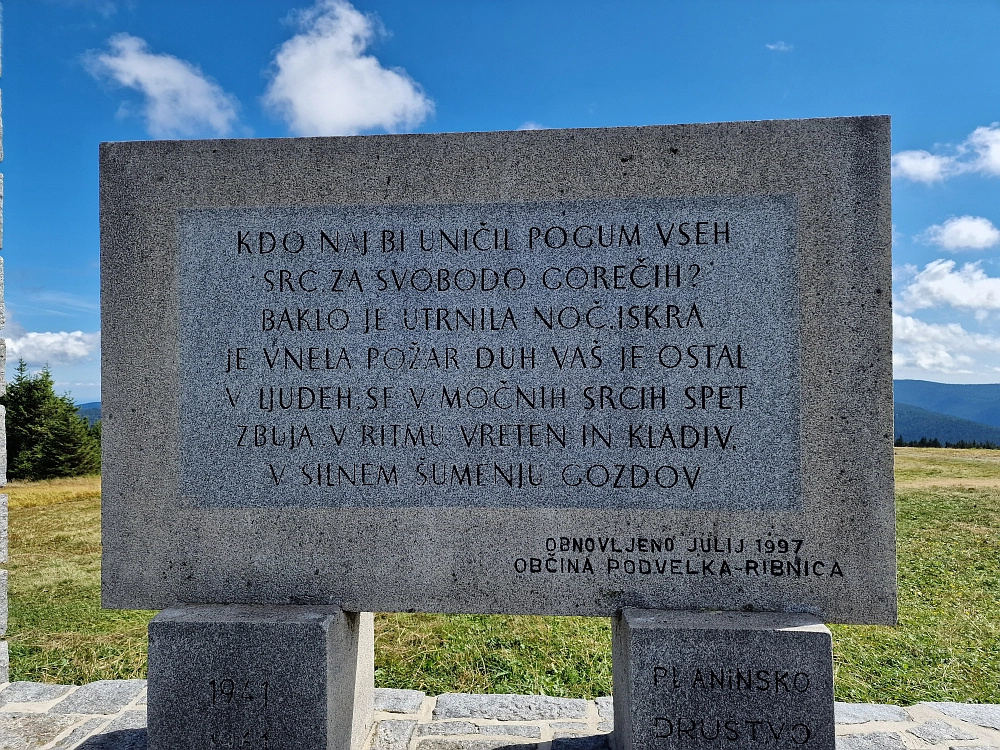 KDO NAJ BI UNIČIL POGUM VSEH
SRC ZA SVOBODO GOREČIH?
BAKLO JE UTRNILA NOČ, ISKRA
JE VNELA POŽAR DUH VAŠ JE OSTAL
V LJUDEH, SE V MOČNIH SRCIH SPET
ZBUJA V RITMU VRETEN IN KLADIV,
V SILNEM ŠUMENJU GOZDOV
OBNOVLJENO JULIJ 1997
OBČINA PODVELKA-RIBNICA
1941
PLANINSKO
DRUSTVO